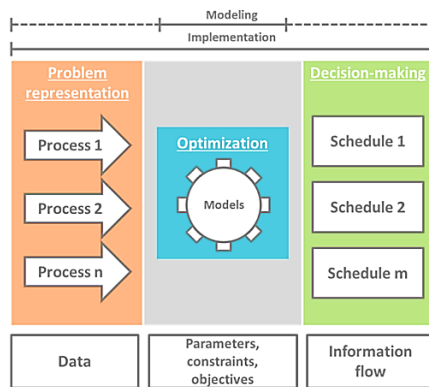 Modeling
Implementation
Problem
representation
Process 1
Process 2
Process n
Optimization
Models
Decision-making
Schedule 1
Schedule 2
Schedule m
Data
Parameters,
constraints,
objectives
Information
flow